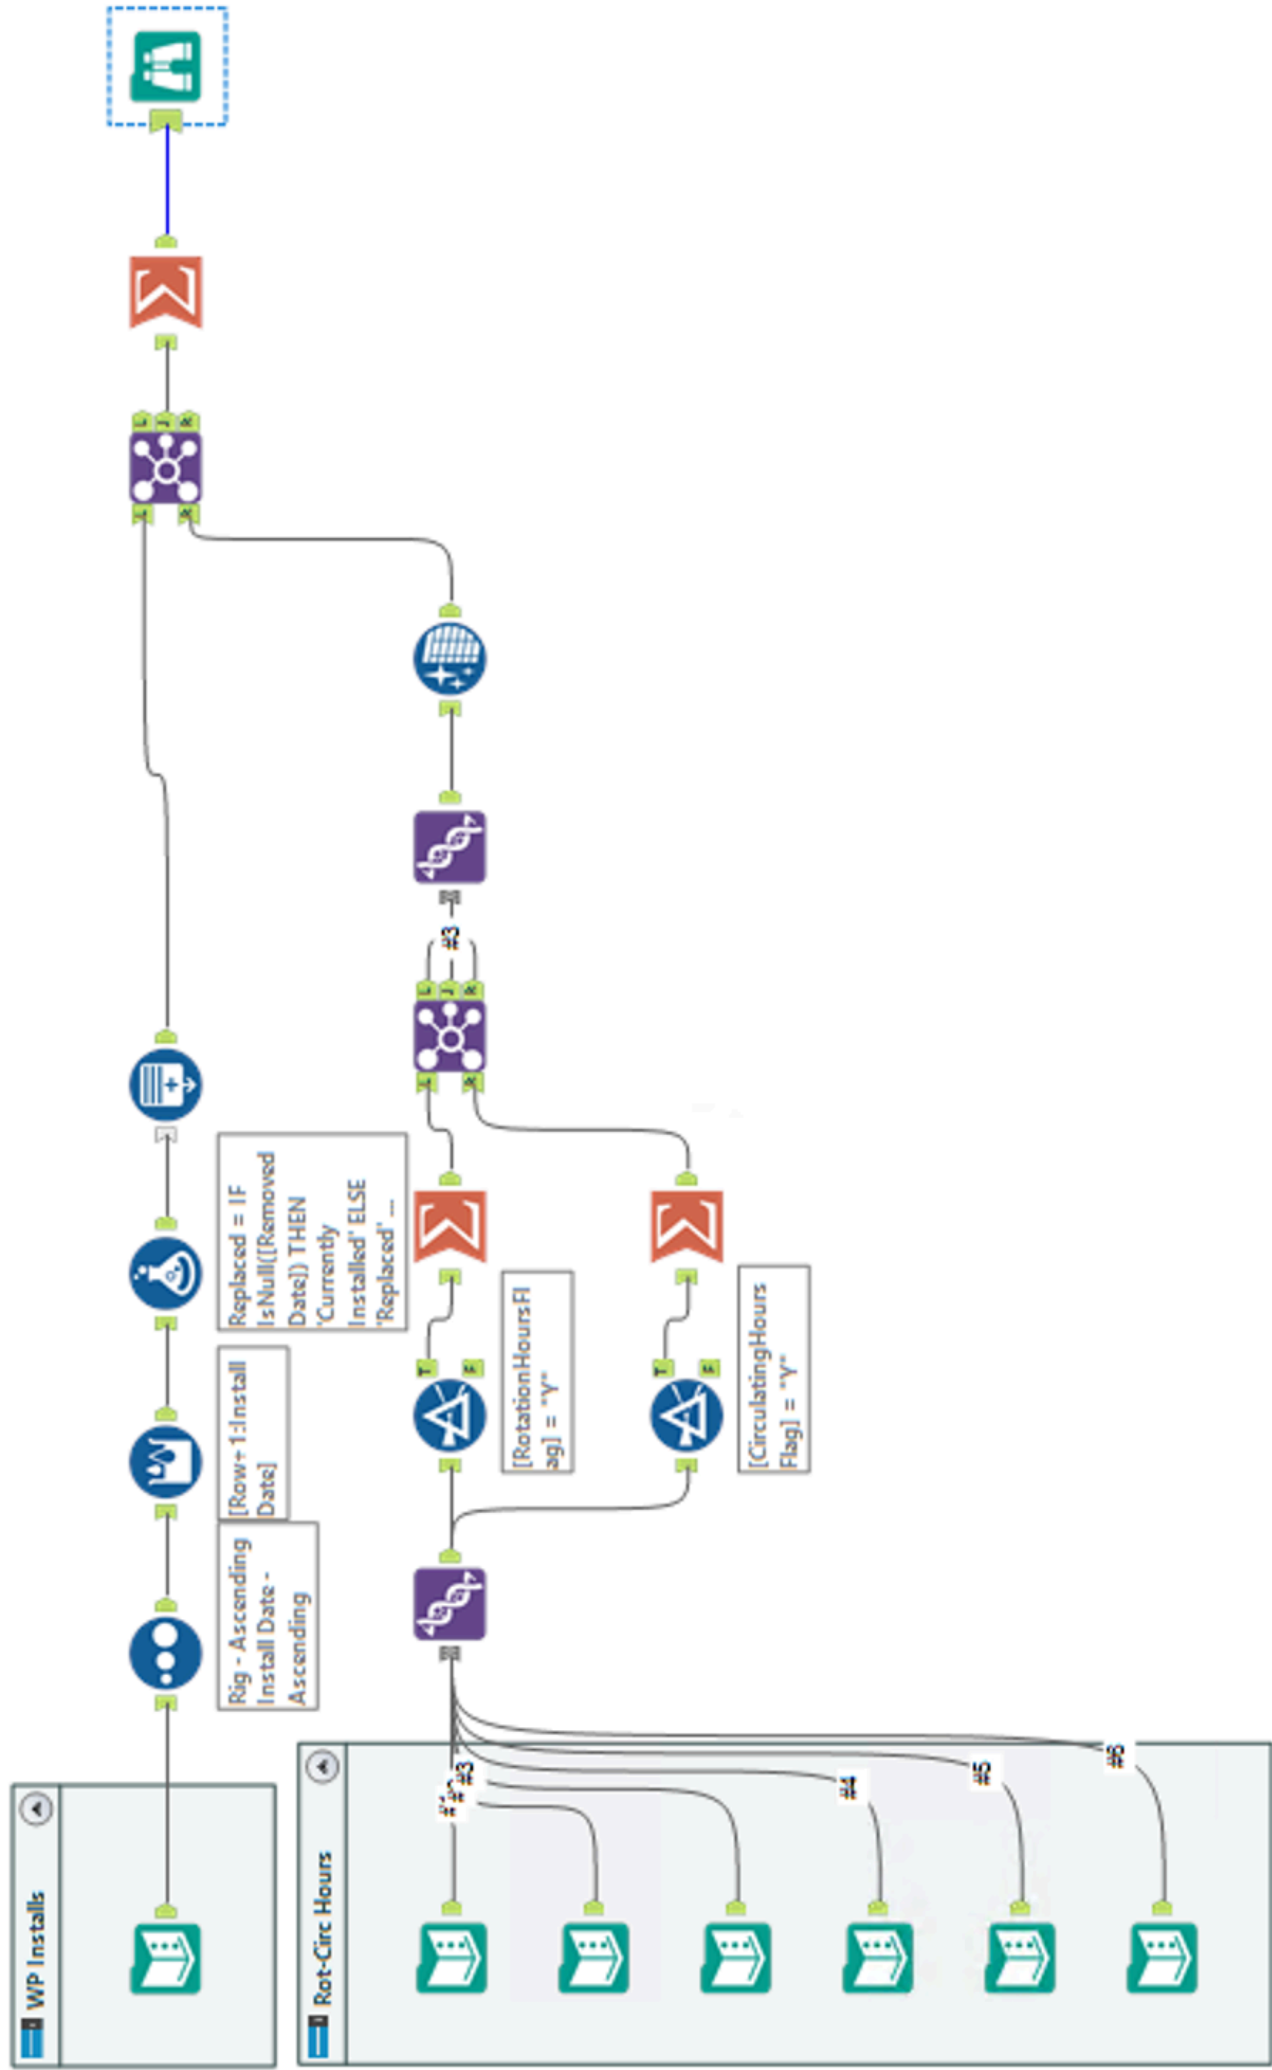 WP Installs
Rig - Ascending
Install Date -
Ascending
[Row+1:Install
Date]
Replaced = IF
IsNull([Removed
Date]) THEN
'Currently
Installed' ELSE
'Replaced' ...
L
R
L
J
R
Rot-Circ Hours
#3
#4
#5
#6
[RotationHoursFl
ag] = "Y"
T
F
[CirculatingHours
Flag] = "Y"
T
F
L
R
L
J
R
#3